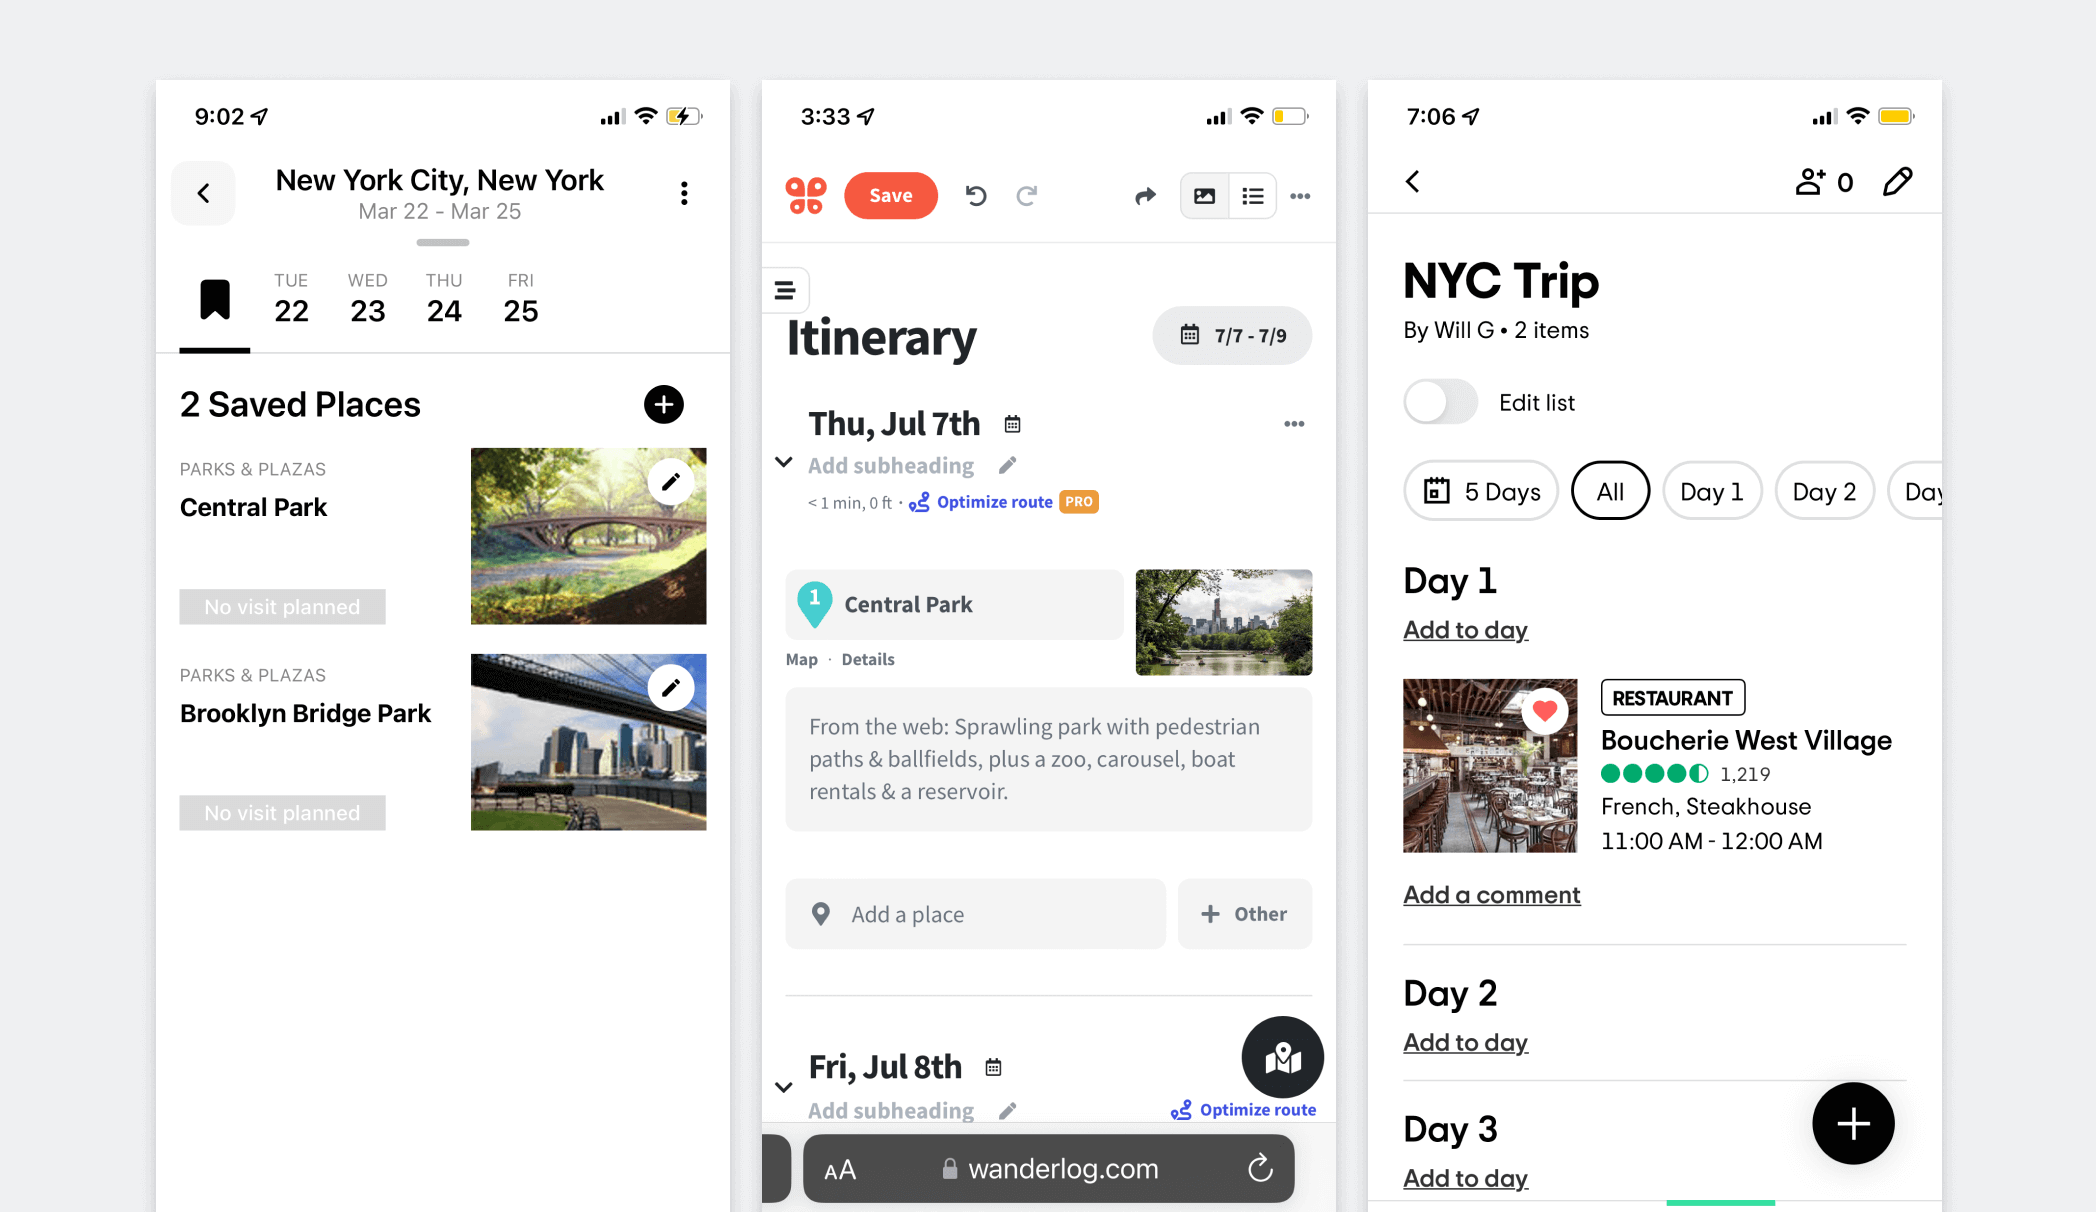 9:02
New York City, New York
Mar 22 - Mar 25
TUE WED THU FRI
22 23 24 25
2 Saved Places
PARKS & PLAZAS
Central Park
No visit planned
PARKS & PLAZAS
Brooklyn Bridge Park
No visit planned
3:33
Save
Itinerary
7/7 - 7/9
Thu, Jul 7th
Add subheading
< 1 min, 0 ft · Optimize route PRO
1 Central Park
Map · Details
From the web: Sprawling park with pedestrian
paths & ballfields, plus a zoo, carousel, boat
rentals & a reservoir.
Add a place
+ Other
Fri, Jul 8th
Add subheading
Optimize route
AA wanderlog.com
7:06
0
NYC Trip
By Will G • 2 items
Edit list
5 Days All Day 1 Day 2 Day
Day 1
Add to day
RESTAURANT
Boucherie West Village
1,219
French, Steakhouse
11:00 AM - 12:00 AM
Add a comment
Day 2
Add to day
Day 3
Add to day